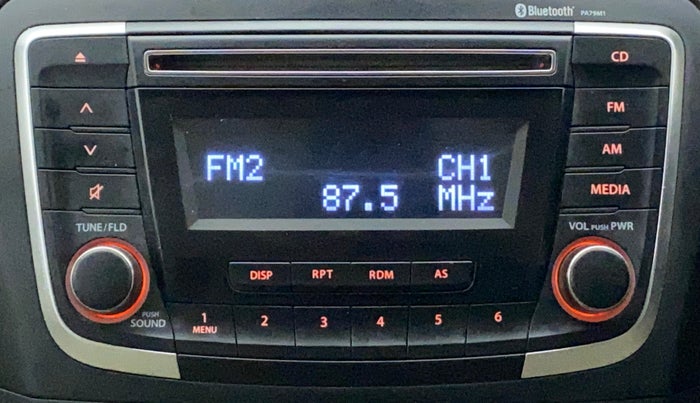 Bluetooth® PA79M1
CD
FM
AM
MEDIA
FM2 CH1
87.5 MHz
TUNE/FLD
VOL PUSH PWR
DISP RPT RDM AS
PUSH
SOUND
1 2 3 4 5 6
MENU